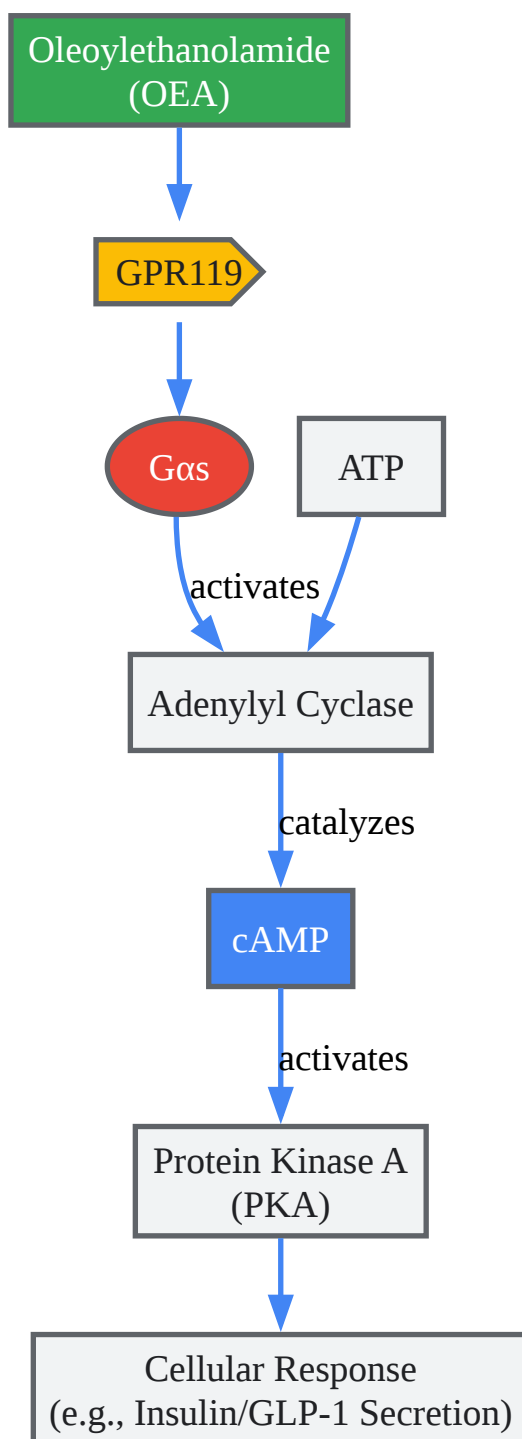 Oleoylethanolamide
(OEA)
GPR119
Gαs
ATP
activates
Adenylyl Cyclase
catalyzes
cAMP
activates
Protein Kinase A
(PKA)
Cellular Response
(e.g., Insulin/GLP-1 Secretion)